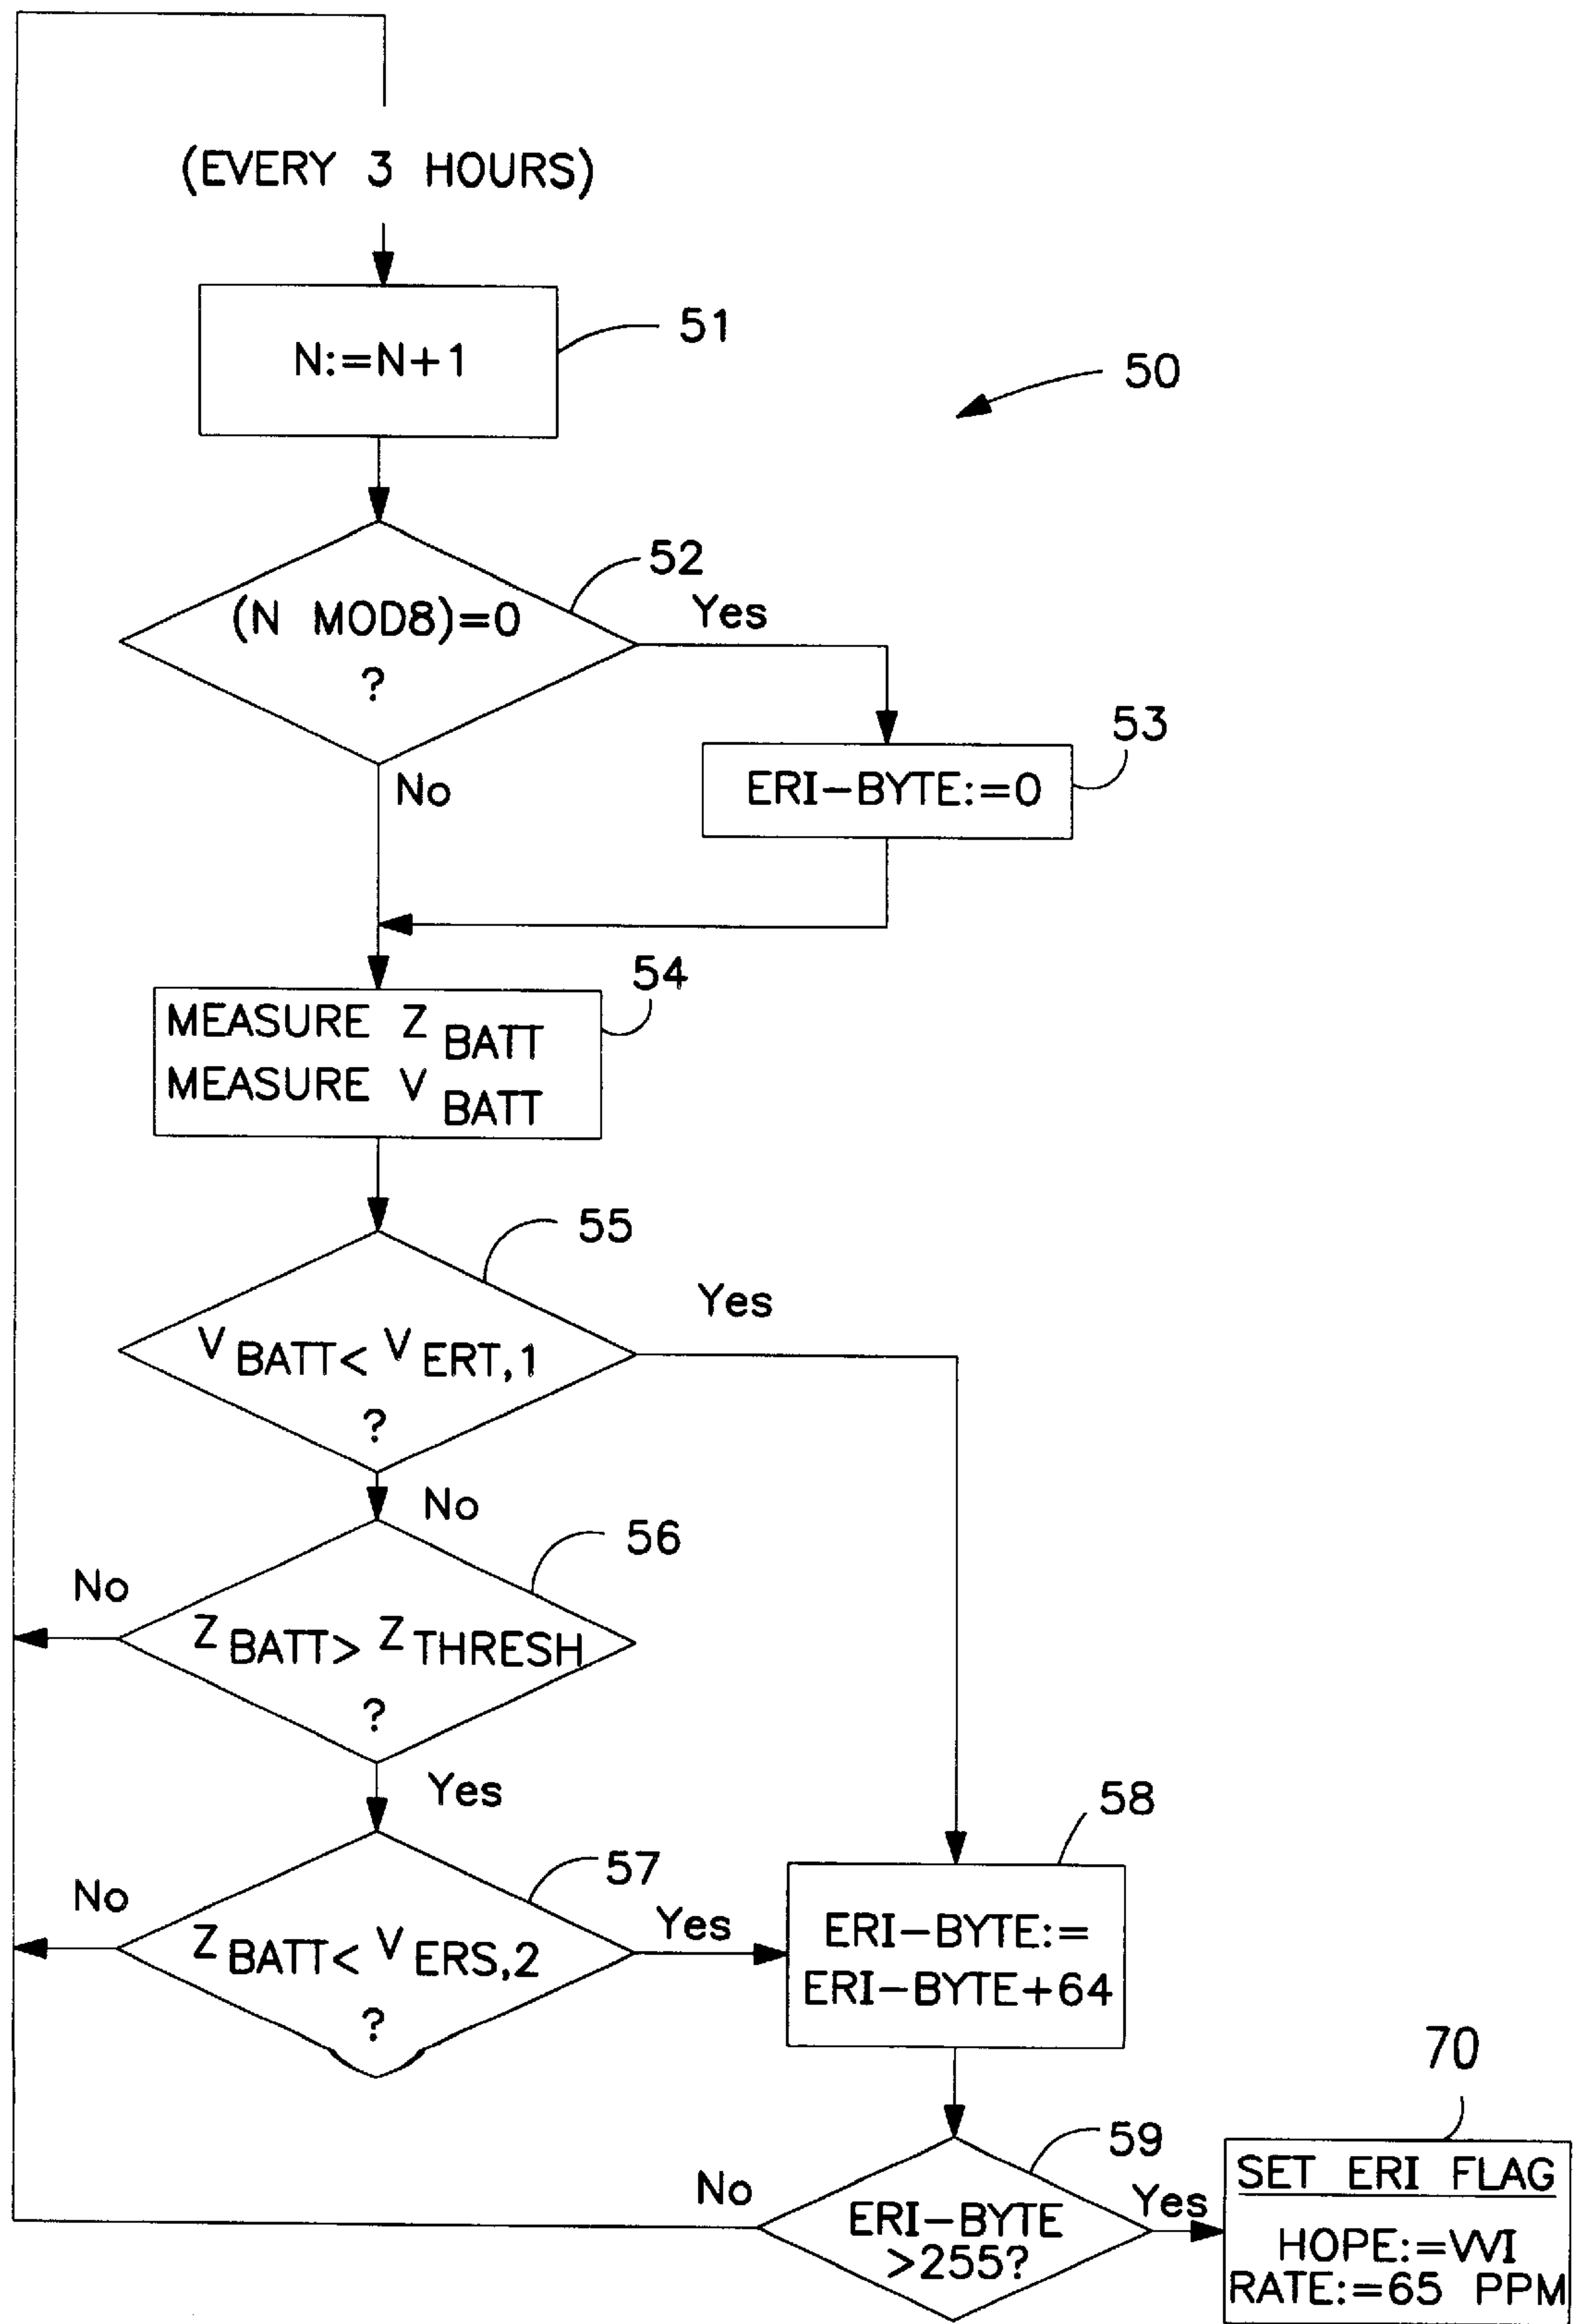 (EVERY 3 HOURS)
N:=N+1
51
50
(N MOD8)=0
?
52
Yes
No
ERI-BYTE:=0
53
MEASURE Z BATT
MEASURE V BATT
54
V BATT< V ERT,1
?
55
Yes
No
Z BATT> Z THRESH
?
56
No
Yes
Z BATT< V ERS,2
?
57
No
Yes
ERI-BYTE:=
ERI-BYTE+64
58
ERI-BYTE
>255?
59
No
Yes
70
SET ERI FLAG
HOPE:=VVI
RATE:=65 PPM